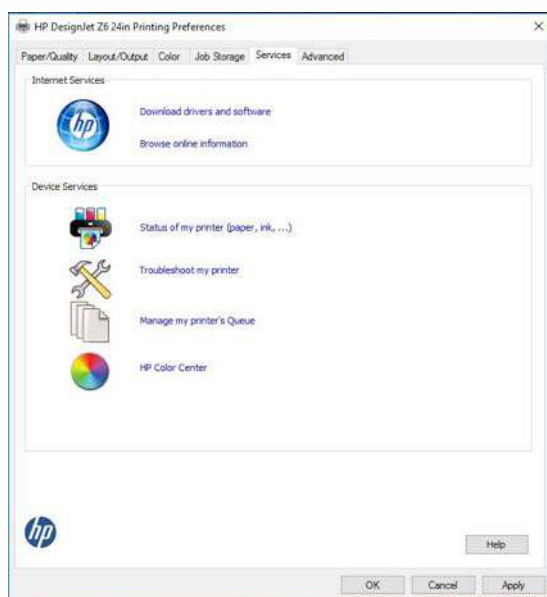 HP DesignJet Z6 24in Printing Preferences
Paper/Quality Layout/Output Color Job Storage Services Advanced
Internet Services
hp
Download drivers and software
Browse online information
Device Services
Status of my printer (paper, ink, ...)
Troubleshoot my printer
Manage my printer's Queue
HP Color Center
hp
Help
OK Cancel Apply